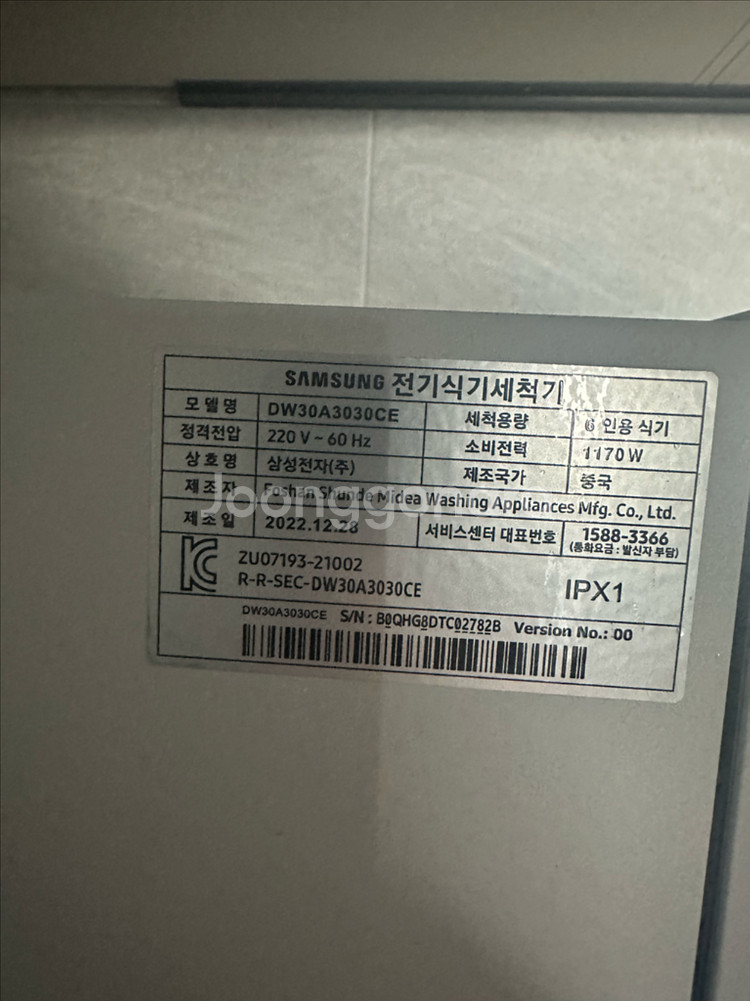 SAMSUNG 전기식기세척기
모델명 DW30A3030CE 세척용량 6 인용 식기
정격전압 220 V ~ 60 Hz 소비전력 1170 W
상호명 삼성전자(주) 제조국가 중국
제조자 Foshan Shunde Midea Washing Appliances Mfg. Co., Ltd.
제조일 2022.12.28 서비스센터 대표번호 1588-3366
(통화요금 : 발신자 부담)
ZU07193-21002
R-R-SEC-DW30A3030CE IPX1
DW30A3030CE S/N : B0QHG8DTC02782B Version No.: 00